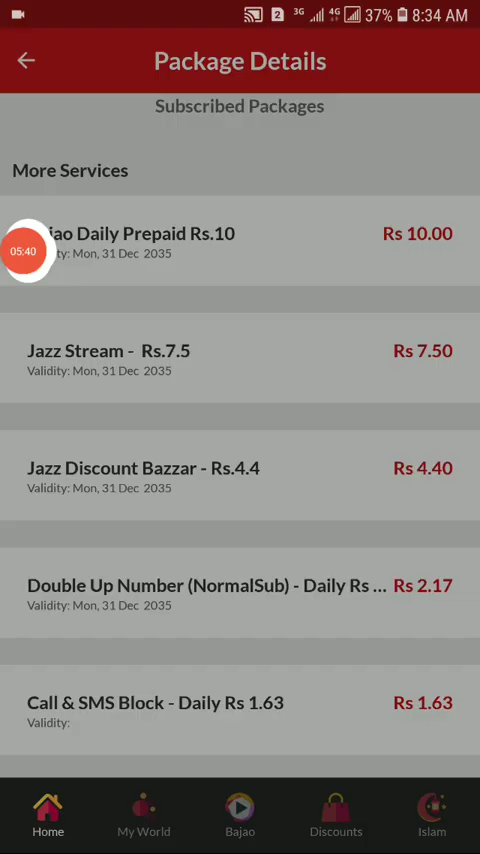 2 3G 4G 37% 8:34 AM
Package Details
Subscribed Packages
More Services
ao Daily Prepaid Rs.10 Rs 10.00
05:40
ty: Mon, 31 Dec 2035
Jazz Stream - Rs.7.5 Rs 7.50
Validity: Mon, 31 Dec 2035
Jazz Discount Bazzar - Rs.4.4 Rs 4.40
Validity: Mon, 31 Dec 2035
Double Up Number (NormalSub) - Daily Rs ... Rs 2.17
Validity: Mon, 31 Dec 2035
Call & SMS Block - Daily Rs 1.63 Rs 1.63
Validity:
Home My World Bajao Discounts Islam